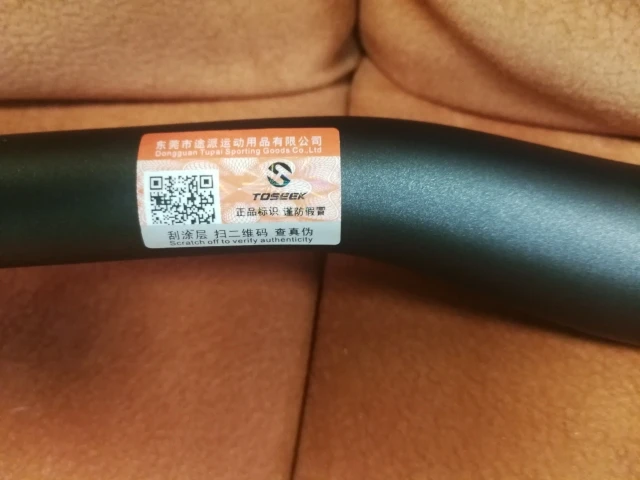 东莞市途派运动用品有限公司
Dongguan Tupai Sporting Goods Co.,Ltd
TOSEEK
正品标识 谨防假冒
刮涂层 扫二维码 查真伪
Scratch off to verify authenticity